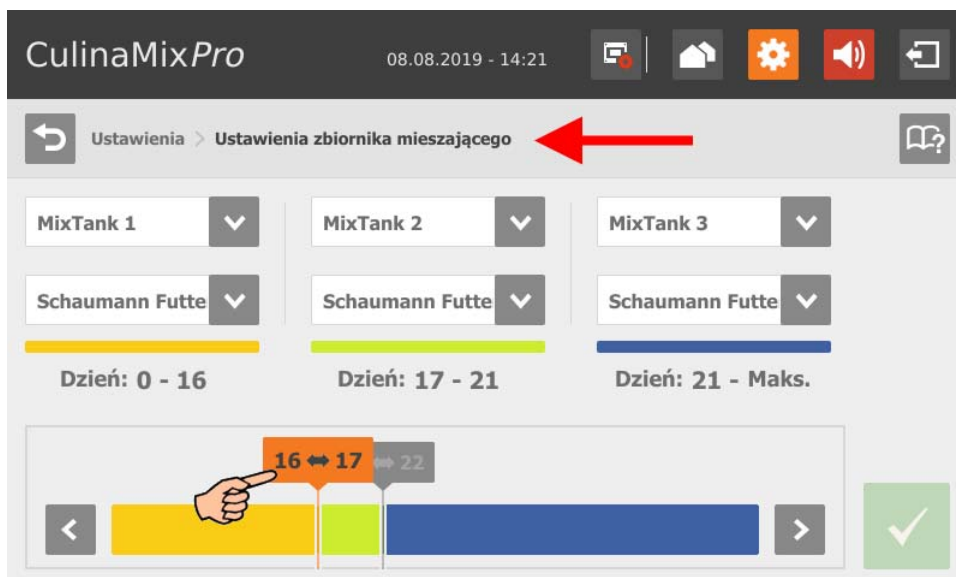 CulinaMixPro
08.08.2019 - 14:21
Ustawienia > Ustawienia zbiornika mieszającego
MixTank 1
MixTank 2
MixTank 3
Schaumann Futte
Schaumann Futte
Schaumann Futte
Dzień: 0 - 16
Dzień: 17 - 21
Dzień: 21 - Maks.
16 ⇔ 17
⇔ 22